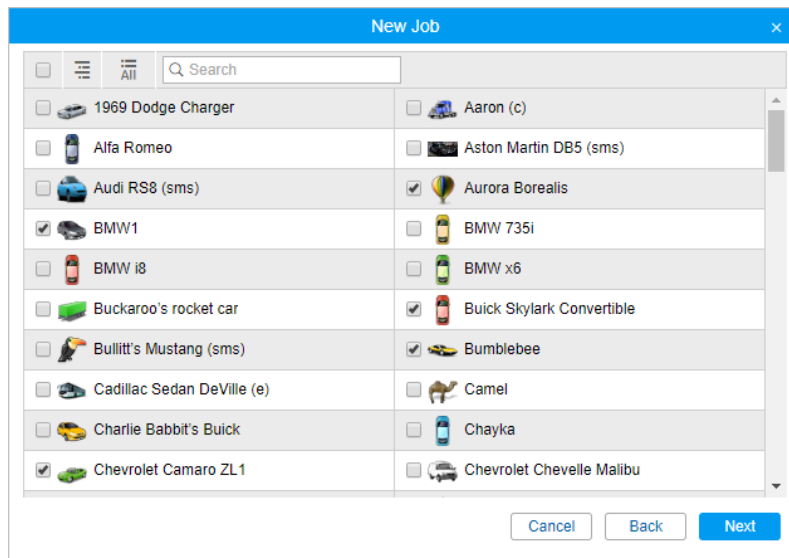 New Job
All
Search
1969 Dodge Charger
Aaron (c)
Alfa Romeo
Aston Martin DB5 (sms)
Audi RS8 (sms)
Aurora Borealis
BMW1
BMW 735i
BMW i8
BMW x6
Buckaroo's rocket car
Buick Skylark Convertible
Bullitt's Mustang (sms)
Bumblebee
Cadillac Sedan DeVille (e)
Camel
Charlie Babbit's Buick
Chayka
Chevrolet Camaro ZL1
Chevrolet Chevelle Malibu
Cancel
Back
Next